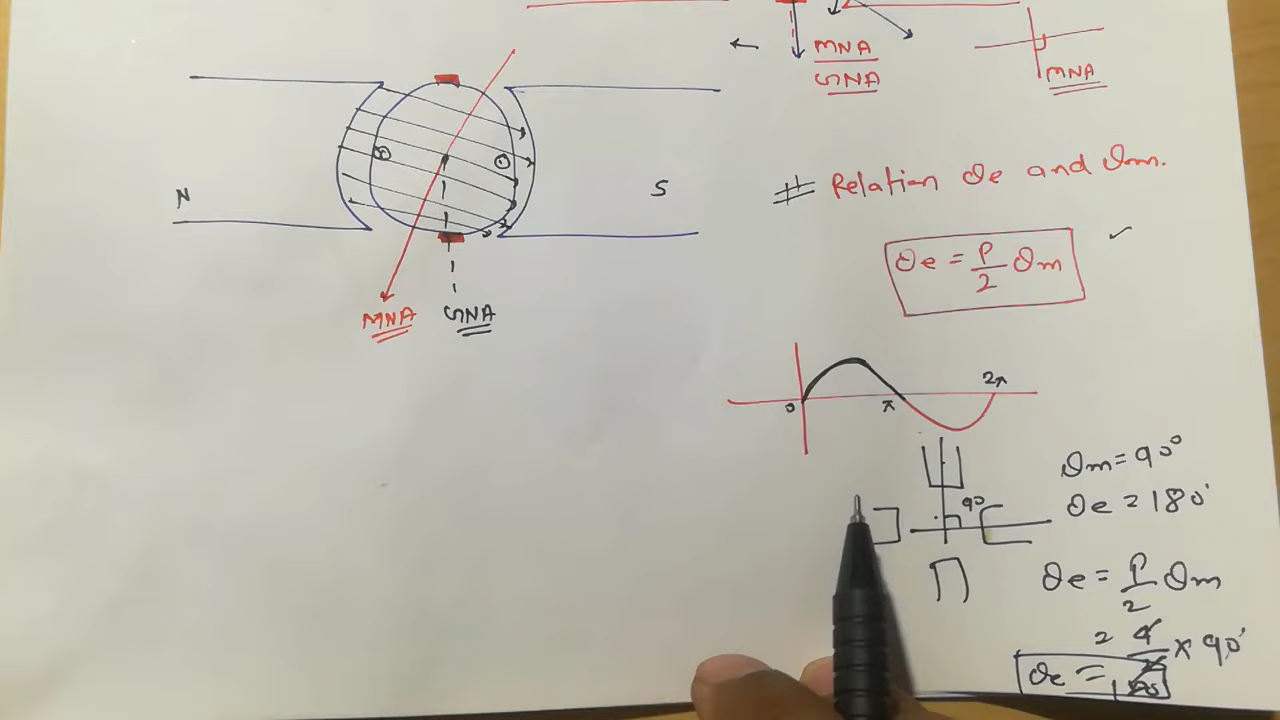 MNA
GNA
MNA
N
S
MNA
GNA
# Relation θe and θm.
θe = P/2 θm
0
π
2π
90
θm = 90°
θe = 180°
θe = P/2 θm
2 4/2 × 90°
θe =